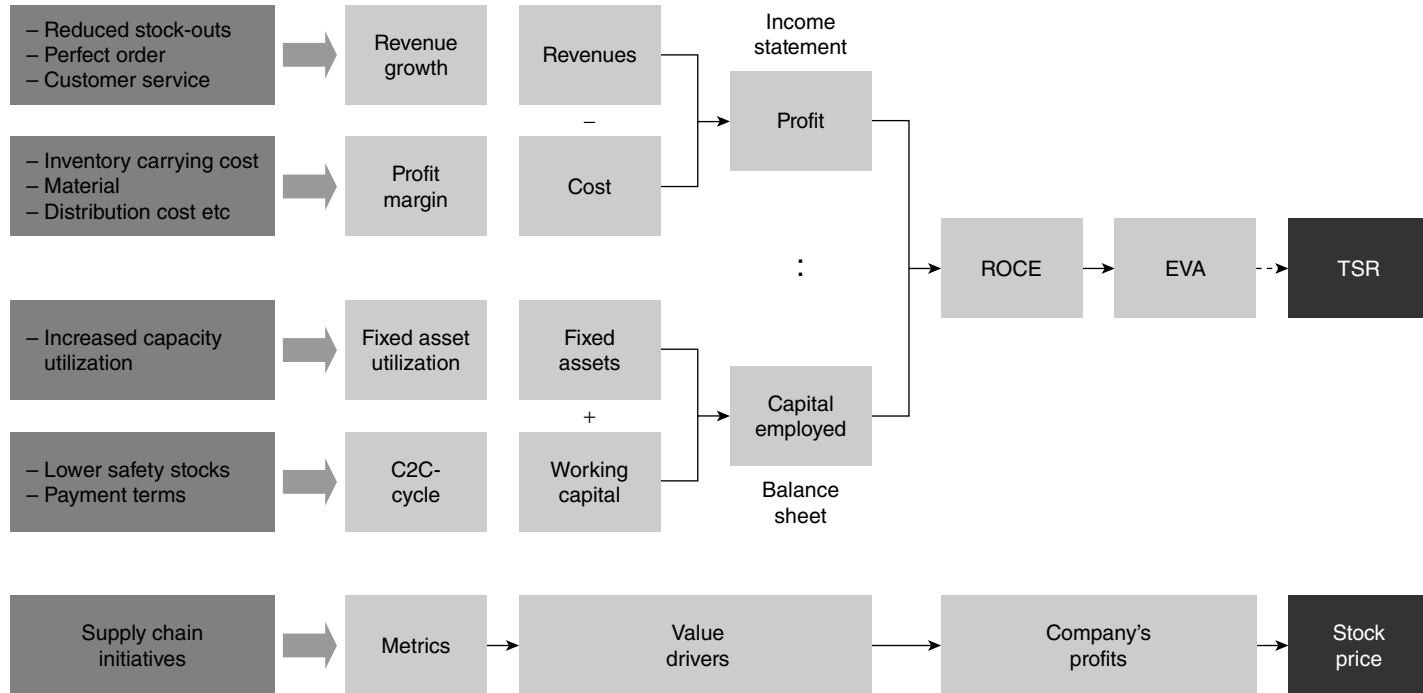 – Reduced stock-outs
– Perfect order
– Customer service
Revenue
growth
Revenues
Income
statement
–
Profit
– Inventory carrying cost
– Material
– Distribution cost etc
Profit
margin
Cost
:
ROCE
EVA
TSR
– Increased capacity
utilization
Fixed asset
utilization
Fixed
assets
+
Capital
employed
– Lower safety stocks
– Payment terms
C2C-
cycle
Working
capital
Balance
sheet
Supply chain
initiatives
Metrics
Value
drivers
Company’s
profits
Stock
price